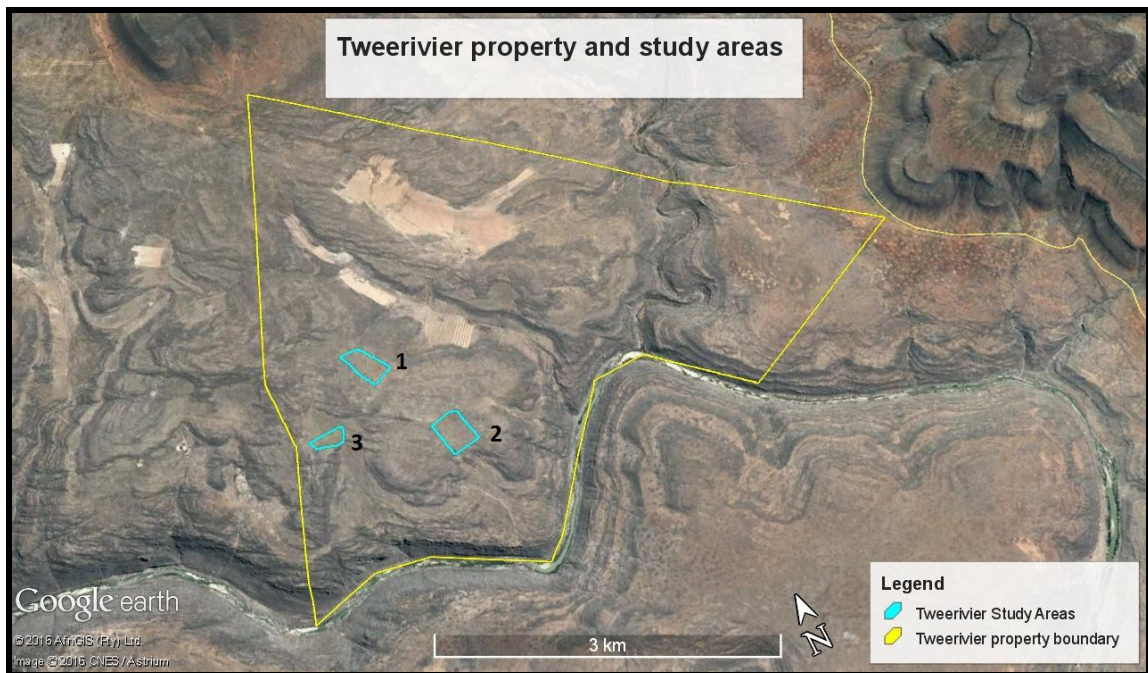 Tweerivier property and study areas
1
2
3
Google earth
© 2016 AfriGIS (Pty) Ltd.
Image © 2016 CNES / Astrium
3 km
N
Legend
Tweerivier Study Areas
Tweerivier property boundary